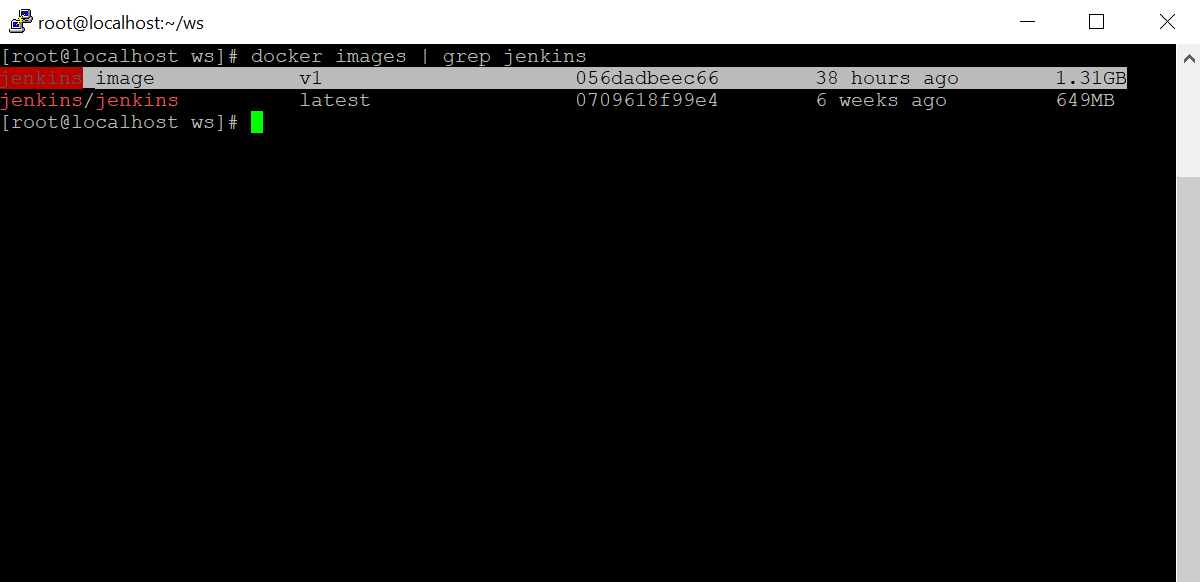 root@localhost:~/ws
[root@localhost ws]# docker images | grep jenkins
jenkins_image v1 056dadbeec66 38 hours ago 1.31GB
jenkins/jenkins latest 0709618f99e4 6 weeks ago 649MB
[root@localhost ws]#